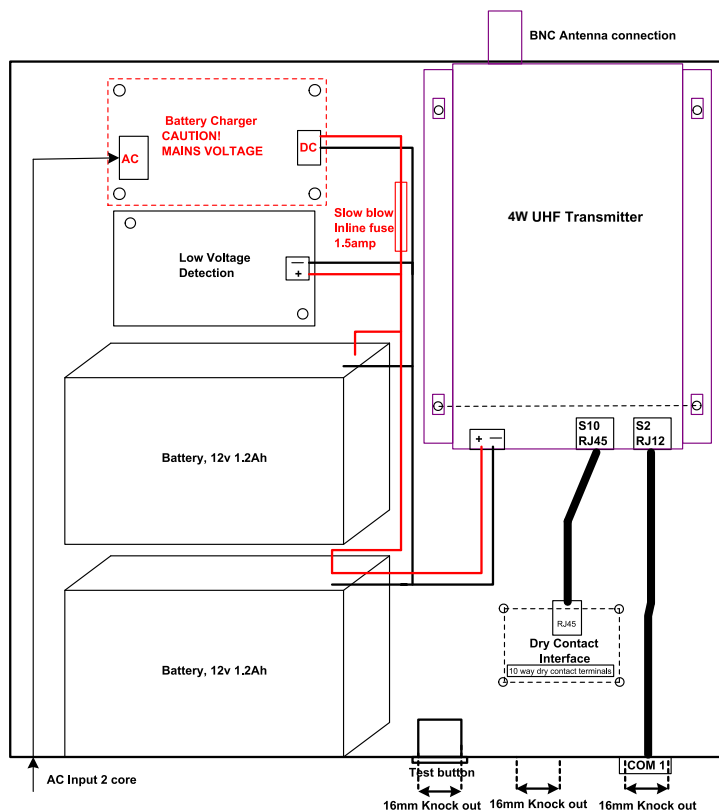 BNC Antenna connection
Battery Charger
CAUTION!
MAINS VOLTAGE
AC
DC
4W UHF Transmitter
Slow blow
Inline fuse
1.5amp
Low Voltage
Detection
—
+
S10
RJ45
S2
RJ12
+ —
Battery, 12v 1.2Ah
RJ45
Dry Contact
Interface
10 way dry contact terminals
Battery, 12v 1.2Ah
Test button
COM 1
AC Input 2 core
16mm Knock out
16mm Knock out
16mm Knock out